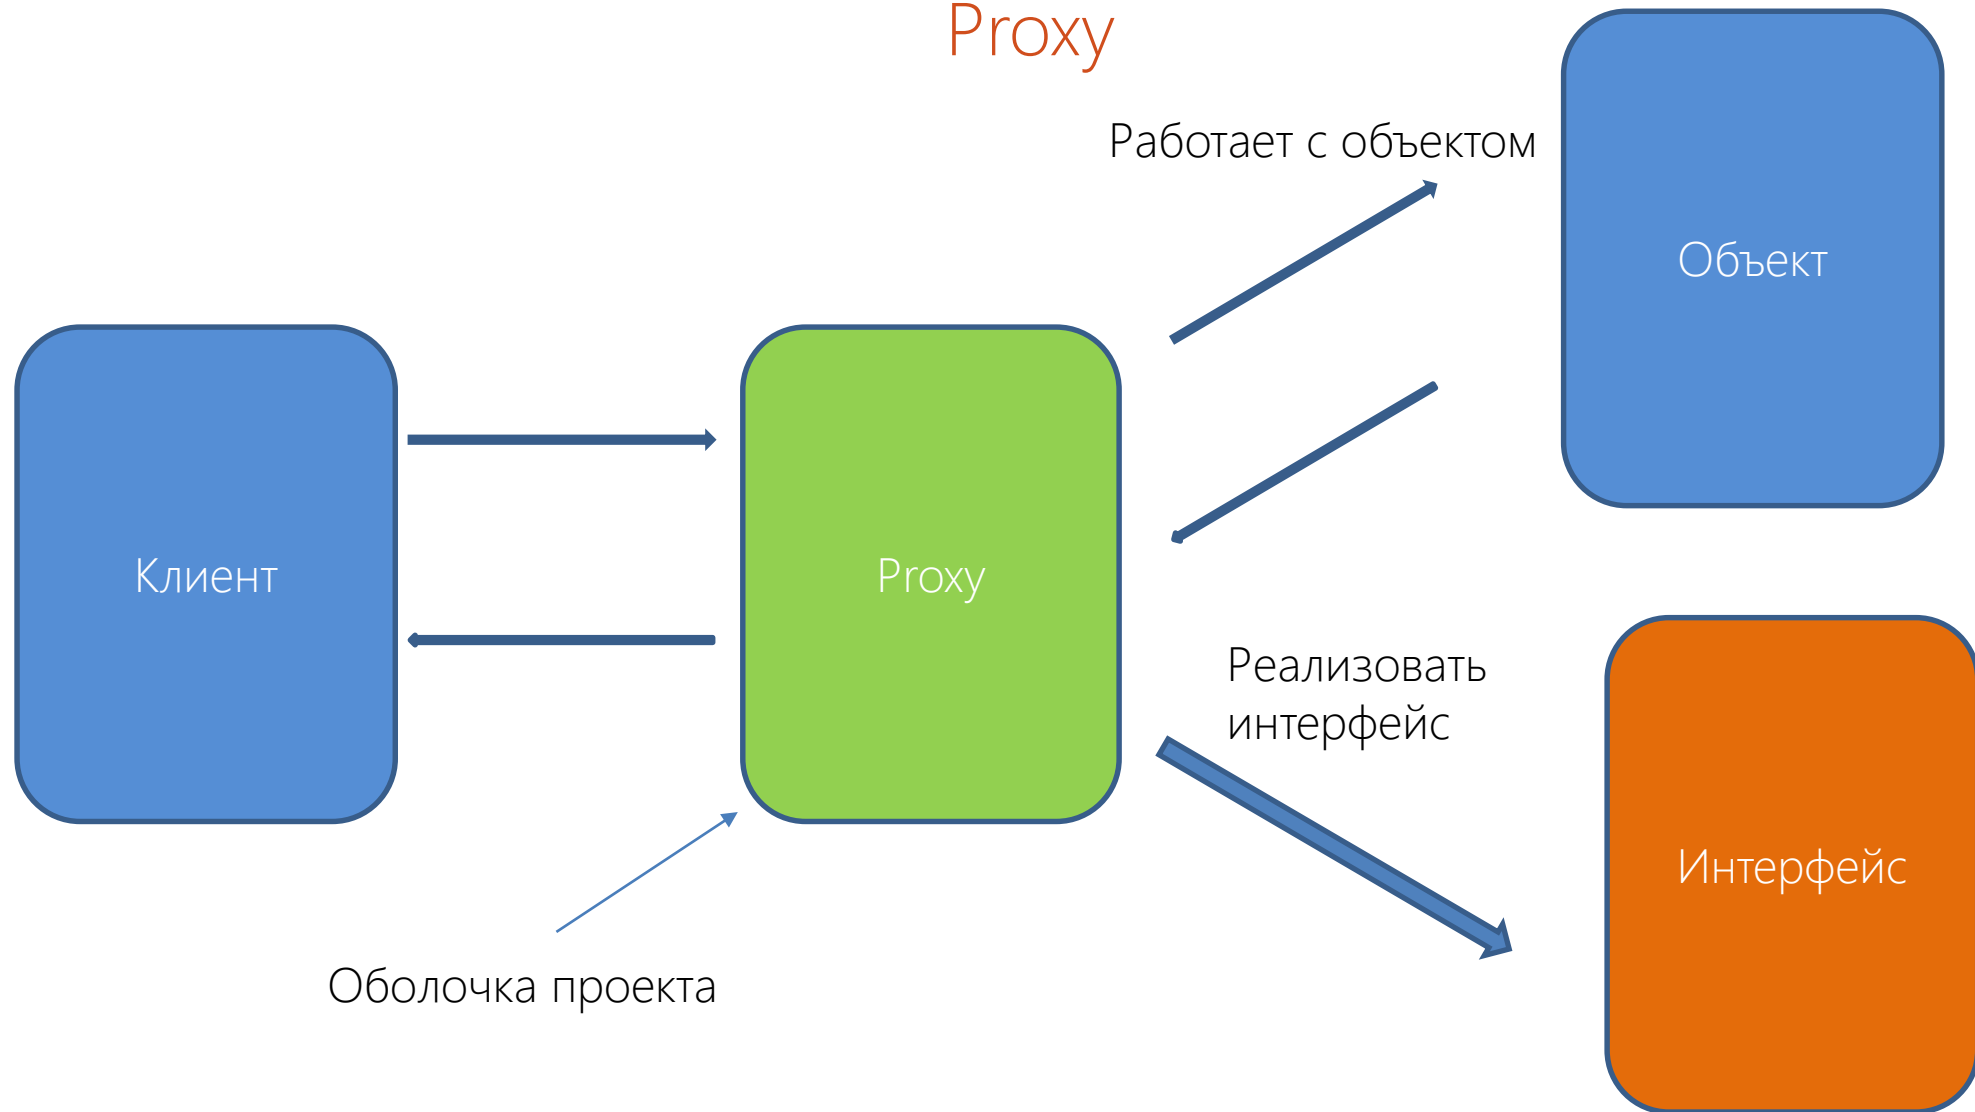 Proxy
Работает с объектом
Объект
Клиент
Proxy
Реализовать
интерфейс
Интерфейс
Оболочка проекта